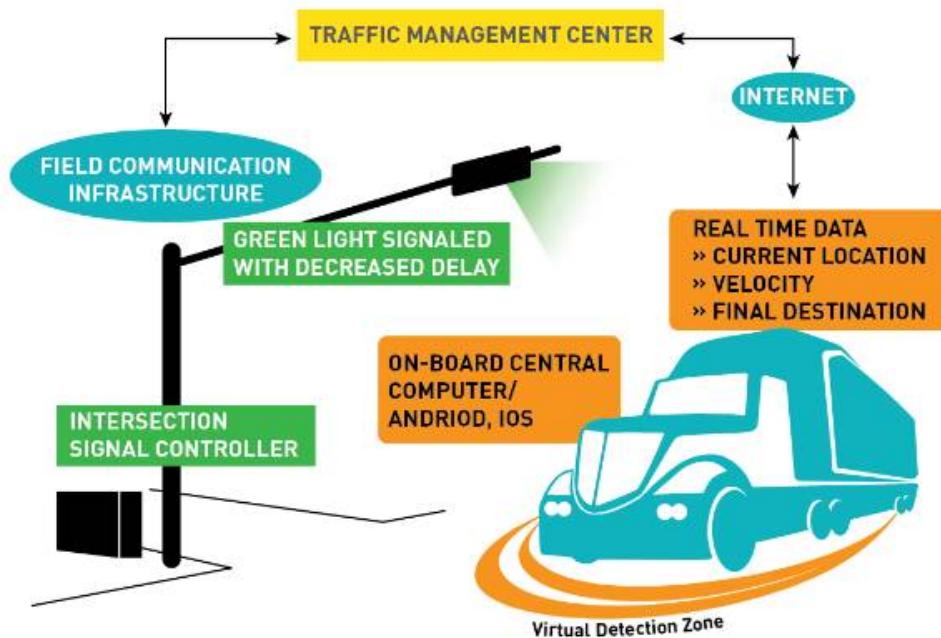 TRAFFIC MANAGEMENT CENTER
INTERNET
FIELD COMMUNICATION
INFRASTRUCTURE
GREEN LIGHT SIGNALED
WITH DECREASED DELAY
REAL TIME DATA
» CURRENT LOCATION
» VELOCITY
» FINAL DESTINATION
ON-BOARD CENTRAL
COMPUTER/
ANDRIOD, IOS
INTERSECTION
SIGNAL CONTROLLER
Virtual Detection Zone